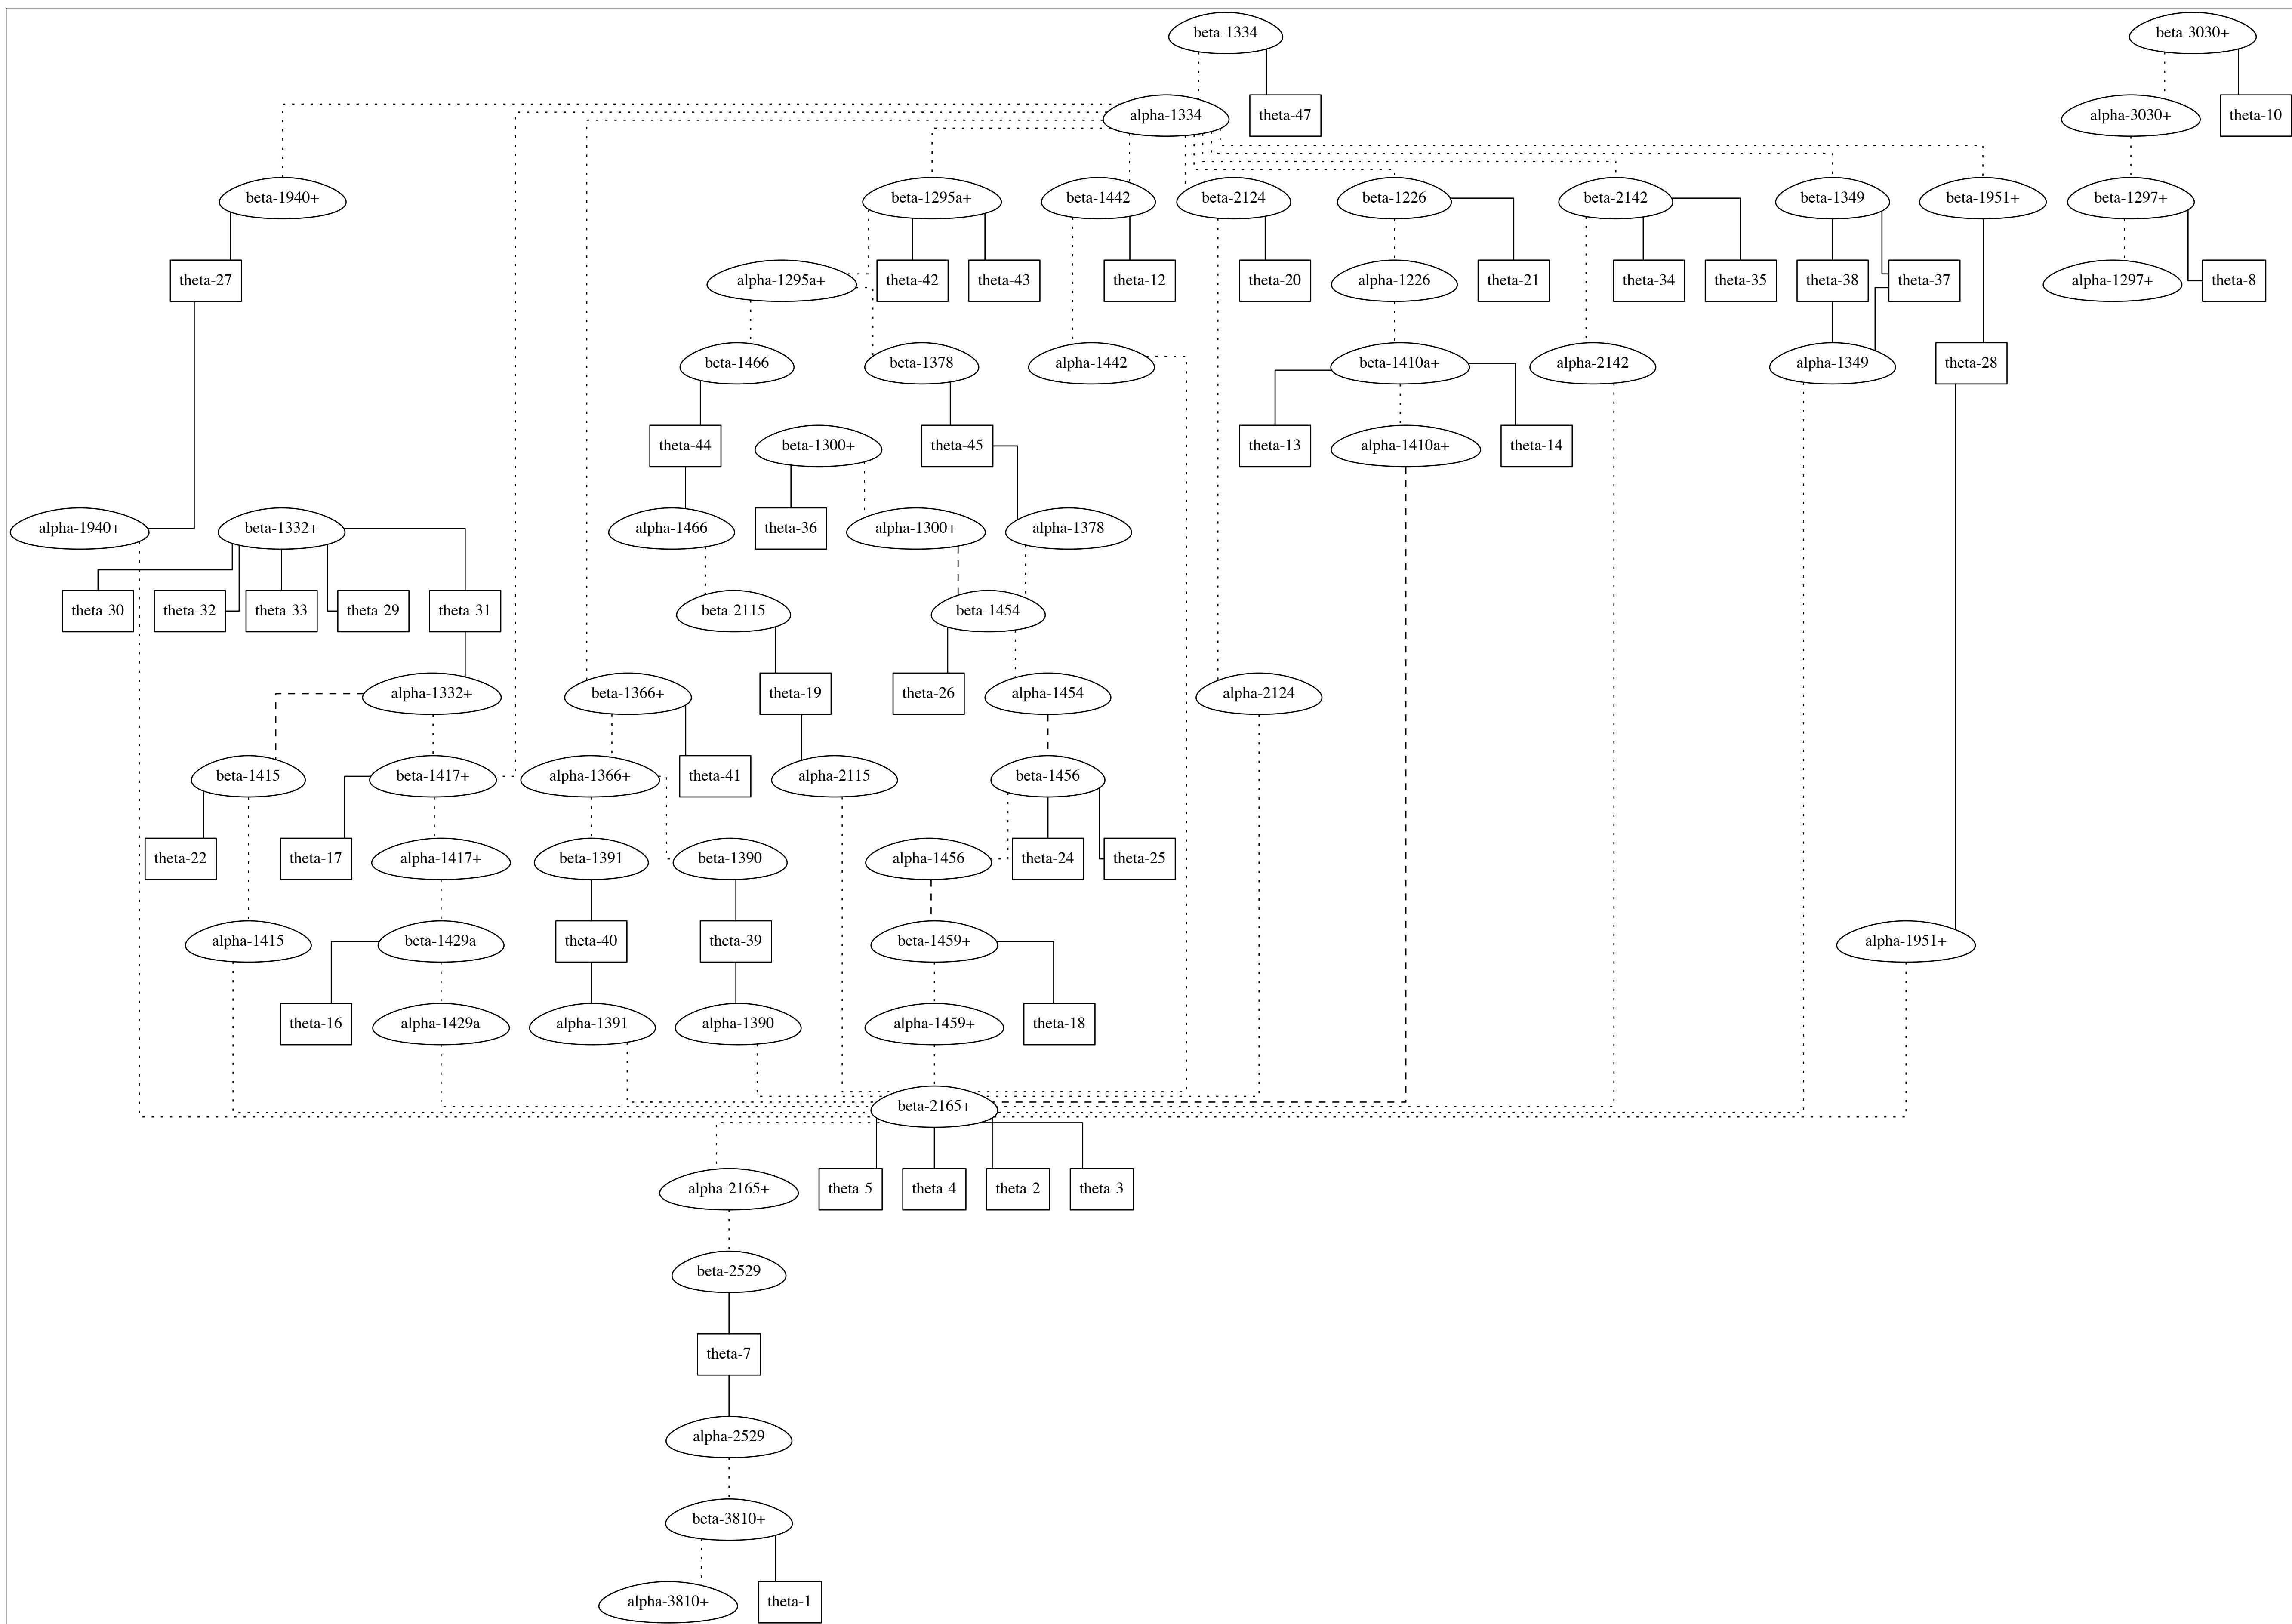 beta-1334 beta-3030+
alpha-1334 theta-47 alpha-3030+ theta-10
beta-1940+ beta-1295a+ beta-1442 beta-2124 beta-1226 beta-2142 beta-1349 beta-1951+ beta-1297+
theta-27 alpha-1295a+ theta-42 theta-43 theta-12 theta-20 alpha-1226 theta-21 theta-34 theta-35 theta-38 theta-37 alpha-1297+ theta-8
beta-1466 beta-1378 alpha-1442 beta-1410a+ alpha-2142 alpha-1349 theta-28
theta-44 beta-1300+ theta-45 theta-13 alpha-1410a+ theta-14
alpha-1940+ beta-1332+ alpha-1466 theta-36 alpha-1300+ alpha-1378
theta-30 theta-32 theta-33 theta-29 theta-31 beta-2115 beta-1454
alpha-1332+ beta-1366+ theta-19 theta-26 alpha-1454 alpha-2124
beta-1415 beta-1417+ alpha-1366+ theta-41 alpha-2115 beta-1456
theta-22 theta-17 alpha-1417+ beta-1391 beta-1390 alpha-1456 theta-24 theta-25
alpha-1415 beta-1429a theta-40 theta-39 beta-1459+ alpha-1951+
theta-16 alpha-1429a alpha-1391 alpha-1390 alpha-1459+ theta-18
beta-2165+
alpha-2165+ theta-5 theta-4 theta-2 theta-3
beta-2529
theta-7
alpha-2529
beta-3810+
alpha-3810+ theta-1